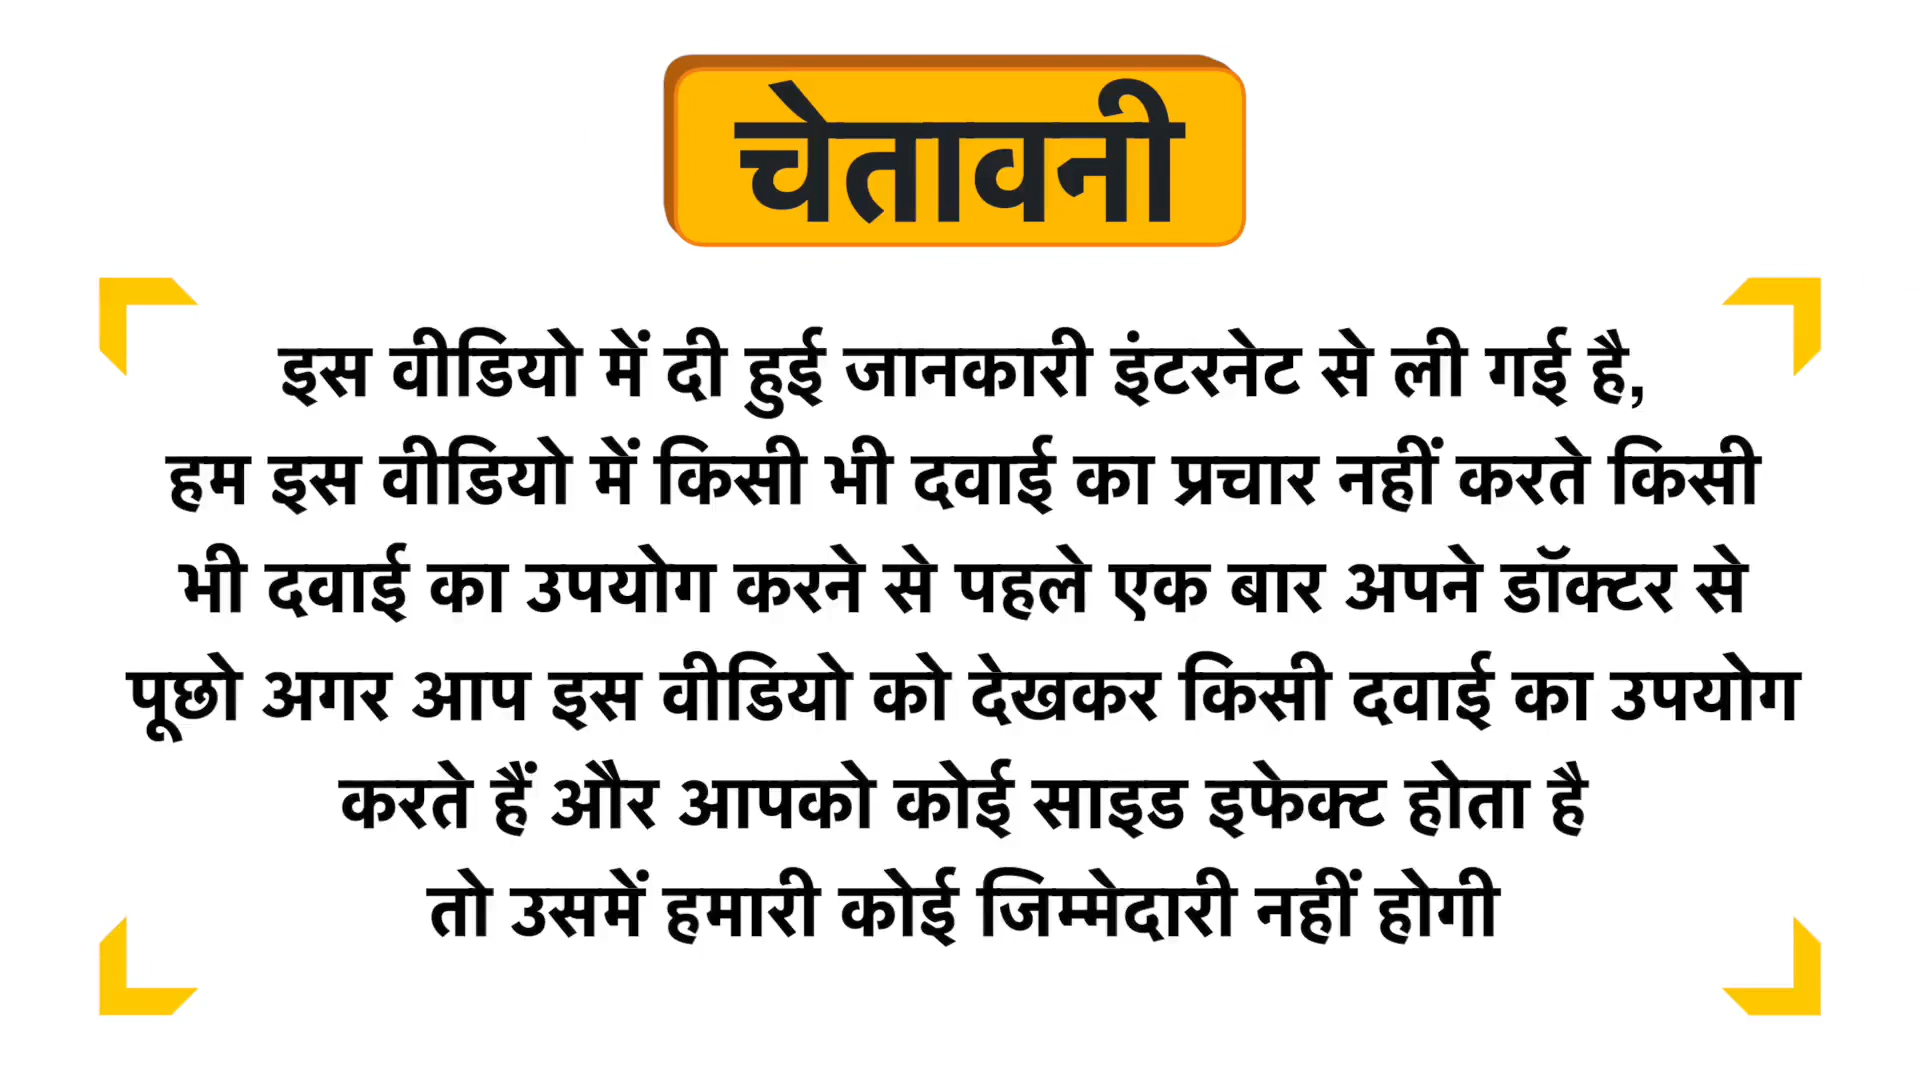 चेतावनी
इस वीडियो में दी हुई जानकारी इंटरनेट से ली गई है,
हम इस वीडियो में किसी भी दवाई का प्रचार नहीं करते किसी
भी दवाई का उपयोग करने से पहले एक बार अपने डॉक्टर से
पूछो अगर आप इस वीडियो को देखकर किसी दवाई का उपयोग
करते हैं और आपको कोई साइड इफेक्ट होता है
तो उसमें हमारी कोई जिम्मेदारी नहीं होगी